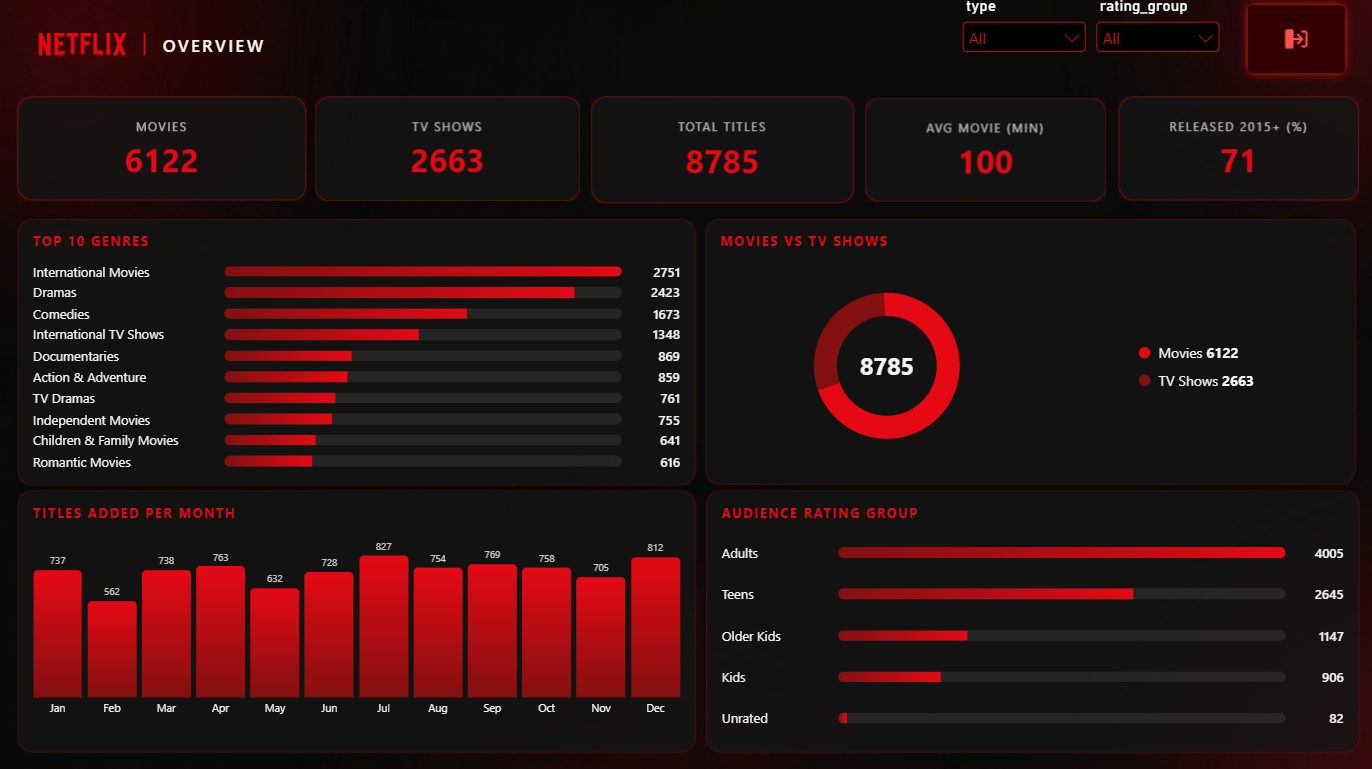 type rating_group
NETFLIX | OVERVIEW
All All
MOVIES
6122
TV SHOWS
2663
TOTAL TITLES
8785
AVG MOVIE (MIN)
100
RELEASED 2015+ (%)
71
TOP 10 GENRES
International Movies 2751
Dramas 2423
Comedies 1673
International TV Shows 1348
Documentaries 869
Action & Adventure 859
TV Dramas 761
Independent Movies 755
Children & Family Movies 641
Romantic Movies 616
MOVIES VS TV SHOWS
8785
Movies 6122
TV Shows 2663
TITLES ADDED PER MONTH
737 562 738 763 632 728 827 754 769 758 705 812
Jan Feb Mar Apr May Jun Jul Aug Sep Oct Nov Dec
AUDIENCE RATING GROUP
Adults 4005
Teens 2645
Older Kids 1147
Kids 906
Unrated 82